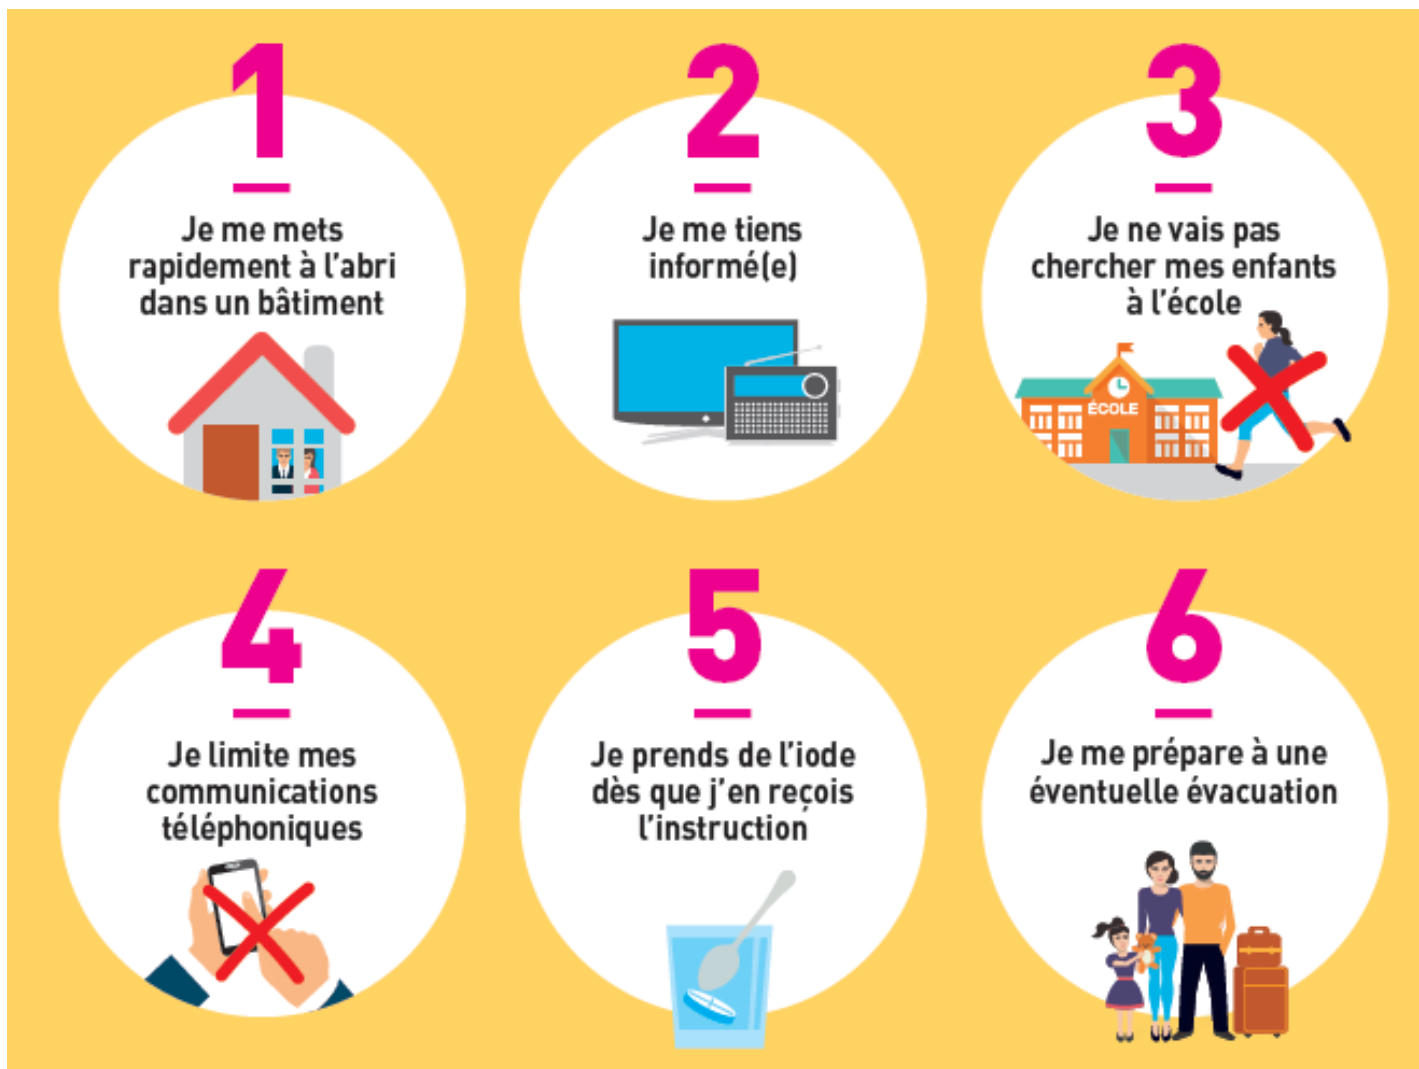 1
Je me mets
rapidement à l'abri
dans un bâtiment
2
Je me tiens
informé(e)
3
Je ne vais pas
chercher mes enfants
à l'école
ÉCOLE
4
Je limite mes
communications
téléphoniques
5
Je prends de l'iode
dès que j'en reçois
l'instruction
6
Je me prépare à une
éventuelle évacuation